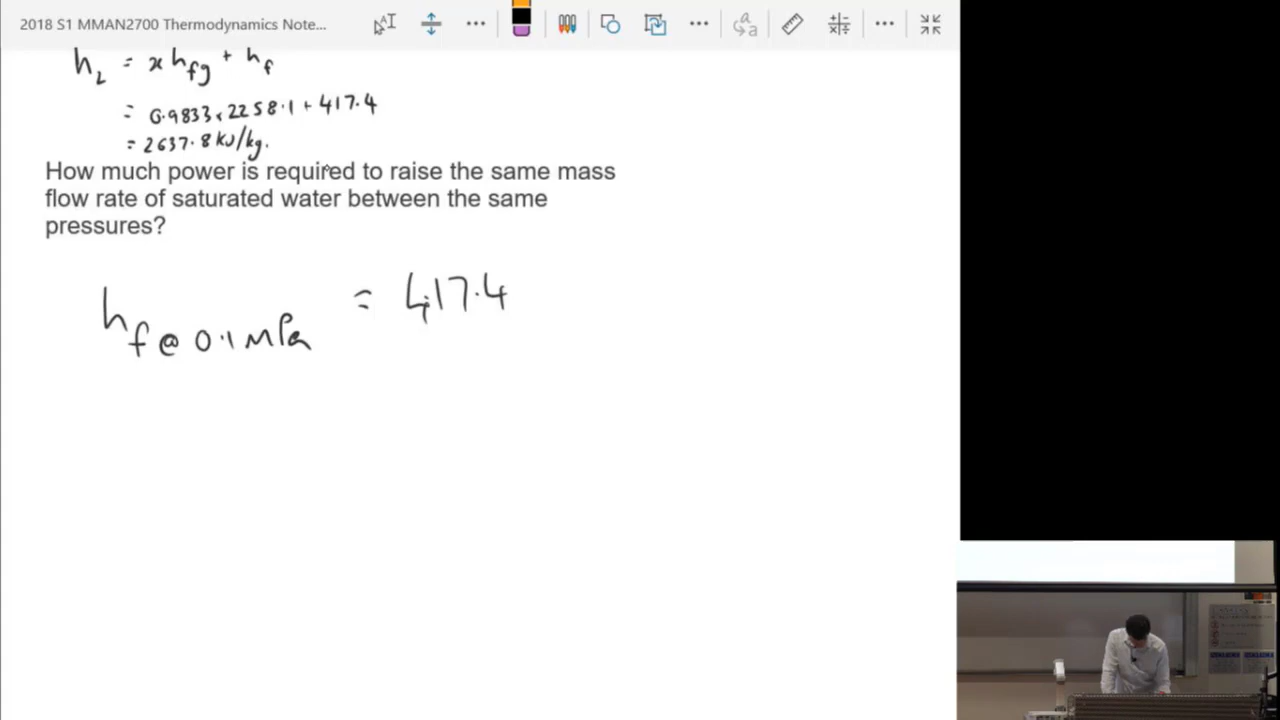 2018 S1 MMAN2700 Thermodynamics Note...
h₂ = x h_fg + h_f
= 0.9833 x 2258.1 + 417.4
= 2637.8 kJ/kg.
How much power is required to raise the same mass
flow rate of saturated water between the same
pressures?
h_f@0.1MPa = 417.4